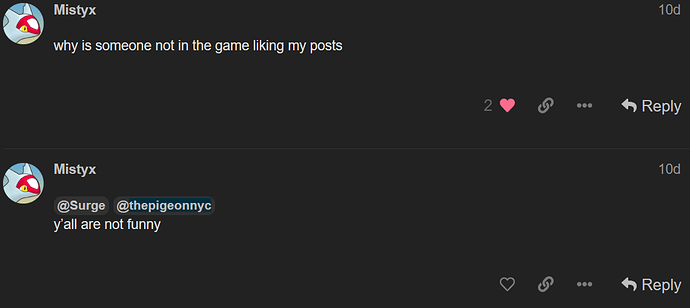 Mistyx 10d
why is someone not in the game liking my posts
2 Reply
Mistyx 10d
@Surge @thepigeonnyc
y'all are not funny
Reply